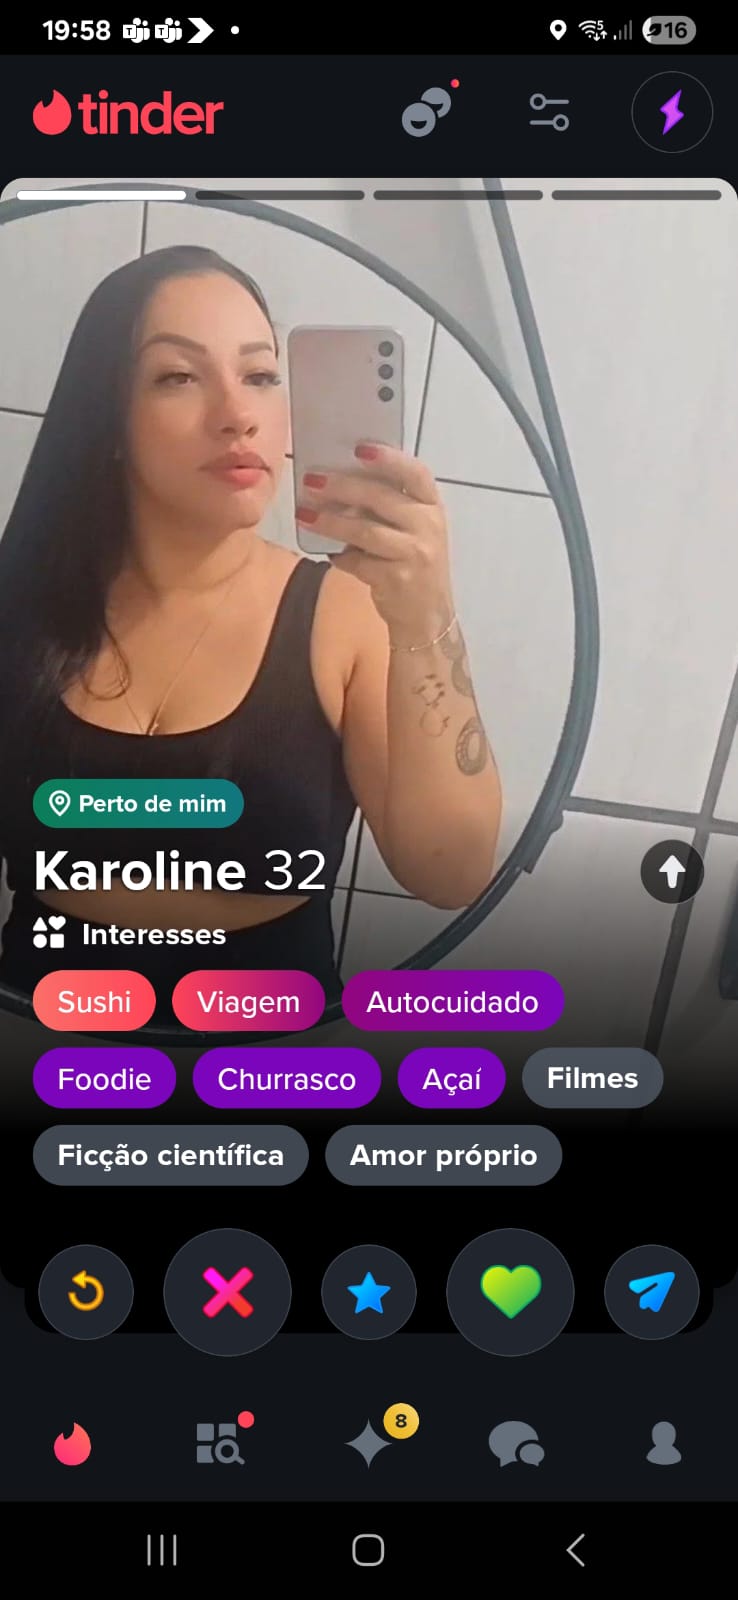 19:58
16
tinder
Perto de mim
Karoline 32
Interesses
Sushi Viagem Autocuidado
Foodie Churrasco Açaí Filmes
Ficção científica Amor próprio
8